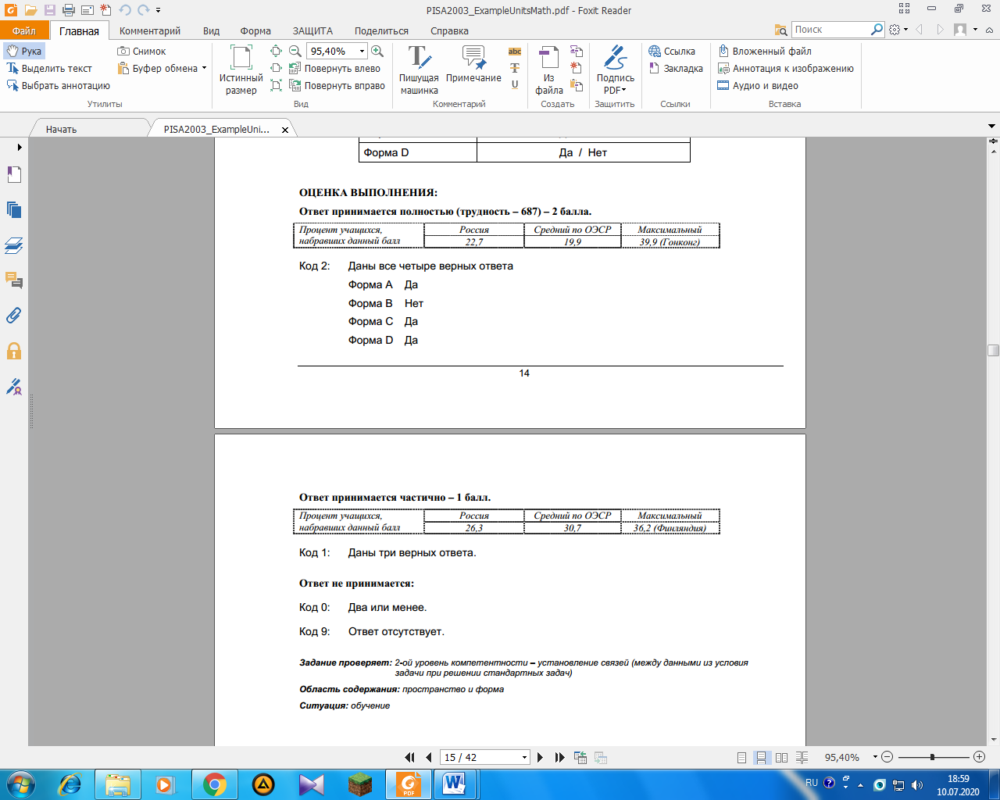 PISA2003_ExampleUnitsMath.pdf - Foxit Reader
Файл Главная Комментарий Вид Форма ЗАЩИТА Поделиться Справка Поиск
Рука Снимок 95,40% Ссылка Вложенный файл
Выделить текст Буфер обмена Повернуть влево Закладка Аннотация к изображению
Выбрать аннотацию Повернуть вправо Аудио и видео
Истинный размер
Пишущая машинка
Примечание
Из файла
Подпись PDF
Утилиты Вид Комментарий Создать Защитить Ссылки Вставка
Начать PISA2003_ExampleUni...
Форма D Да / Нет
ОЦЕНКА ВЫПОЛНЕНИЯ:
Ответ принимается полностью (трудность – 687) – 2 балла.
Процент учащихся, Россия Средний по ОЭСР Максимальный
набравших данный балл 22,7 19,9 39,9 (Гонконг)
Код 2: Даны все четыре верных ответа
Форма A Да
Форма B Нет
Форма C Да
Форма D Да
14
Ответ принимается частично – 1 балл.
Процент учащихся, Россия Средний по ОЭСР Максимальный
набравших данный балл 26,3 30,7 36,2 (Финляндия)
Код 1: Даны три верных ответа.
Ответ не принимается:
Код 0: Два или менее.
Код 9: Ответ отсутствует.
Задание проверяет: 2-ой уровень компетентности – установление связей (между данными из условия
задачи при решении стандартных задач)
Область содержания: пространство и форма
Ситуация: обучение
15 / 42 95,40%
RU 18:59
10.07.2020